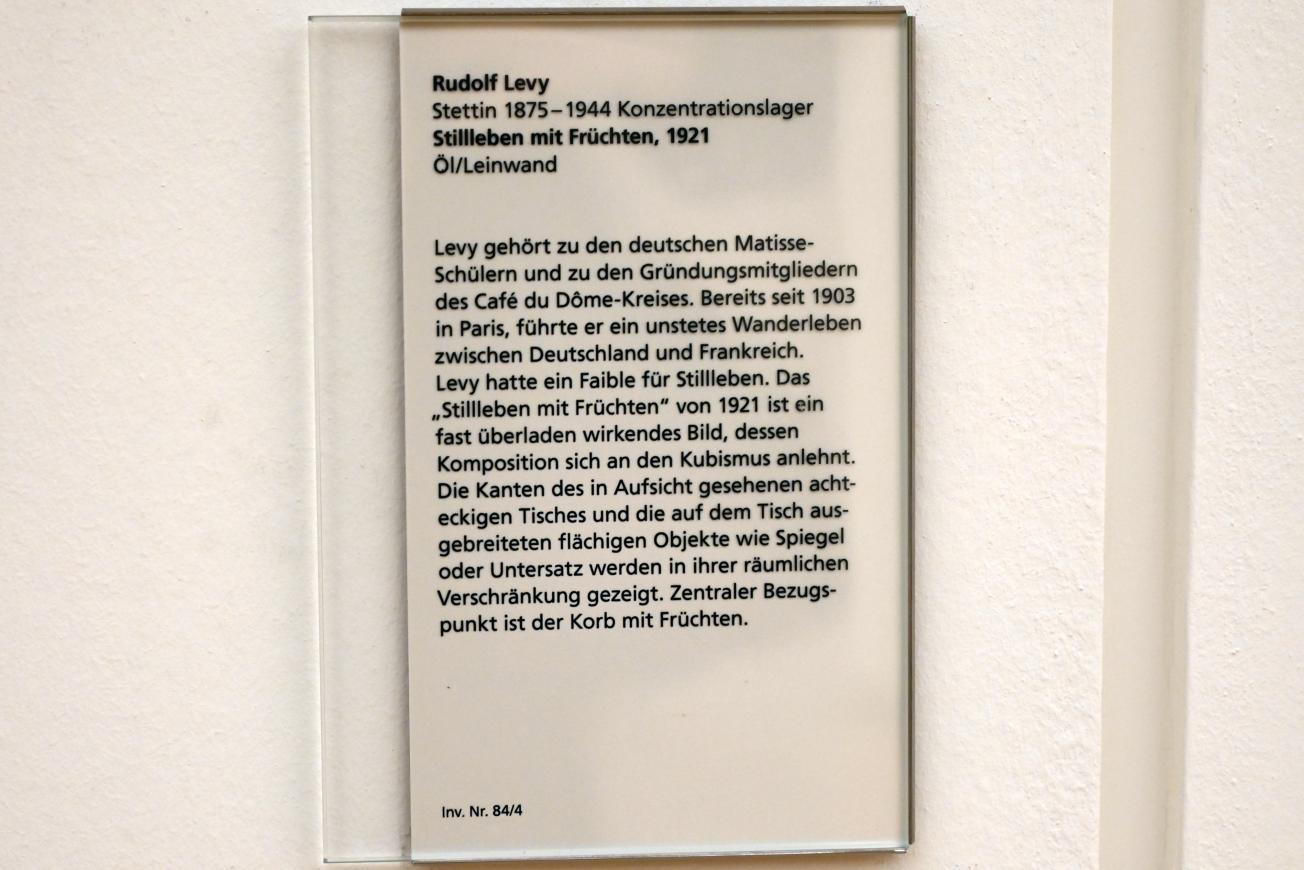 Rudolf Levy
Stettin 1875–1944 Konzentrationslager
Stillleben mit Früchten, 1921
Öl/Leinwand
Levy gehört zu den deutschen Matisse-
Schülern und zu den Gründungsmitgliedern
des Café du Dôme-Kreises. Bereits seit 1903
in Paris, führte er ein unstetes Wanderleben
zwischen Deutschland und Frankreich.
Levy hatte ein Faible für Stillleben. Das
„Stillleben mit Früchten“ von 1921 ist ein
fast überladen wirkendes Bild, dessen
Komposition sich an den Kubismus anlehnt.
Die Kanten des in Aufsicht gesehenen acht-
eckigen Tisches und die auf dem Tisch aus-
gebreiteten flächigen Objekte wie Spiegel
oder Untersatz werden in ihrer räumlichen
Verschränkung gezeigt. Zentraler Bezugs-
punkt ist der Korb mit Früchten.
Inv. Nr. 84/4